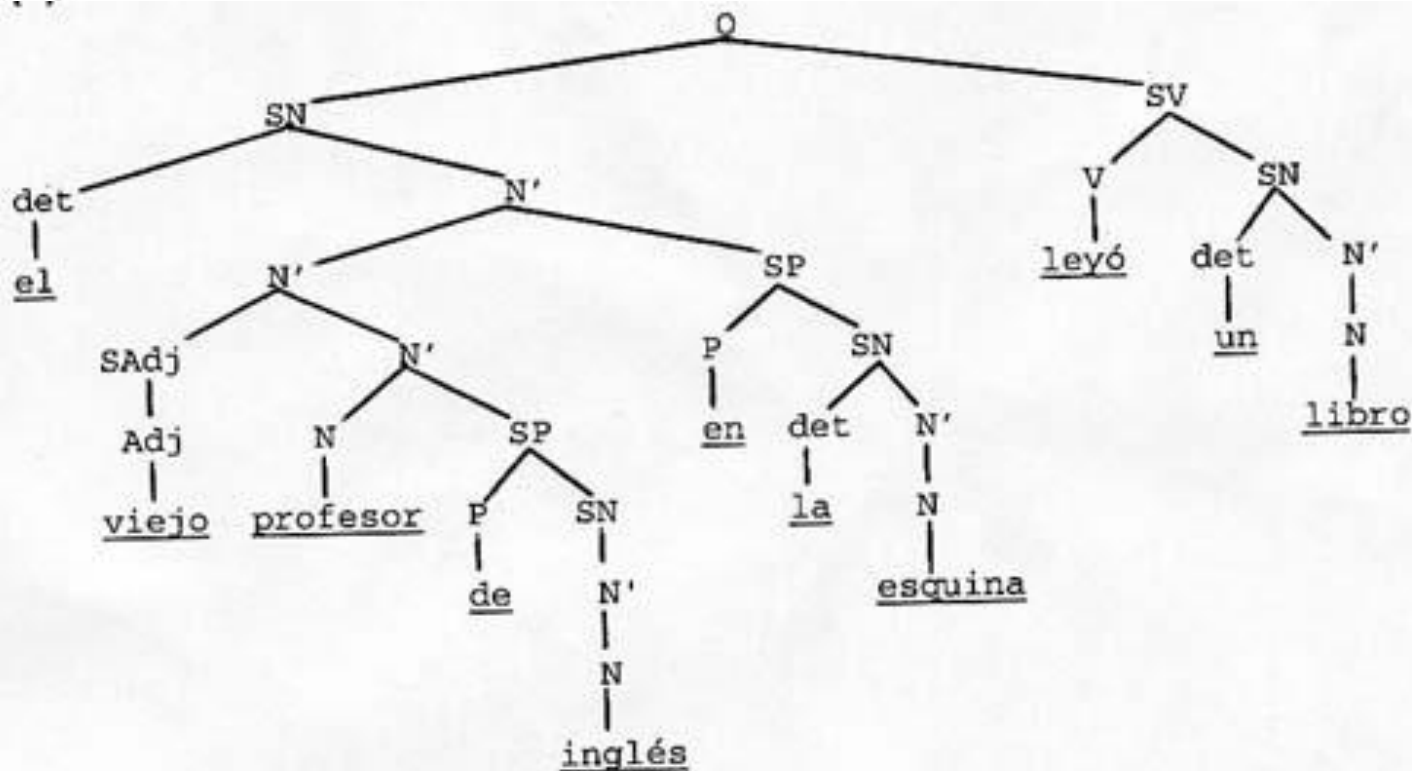 O
SN SV
det N' V SN
el N' SP leyó det N'
SAdj N' P SN un N
Adj N SP en det N' libro
viejo profesor P SN la N
de N' esquina
N
inglés